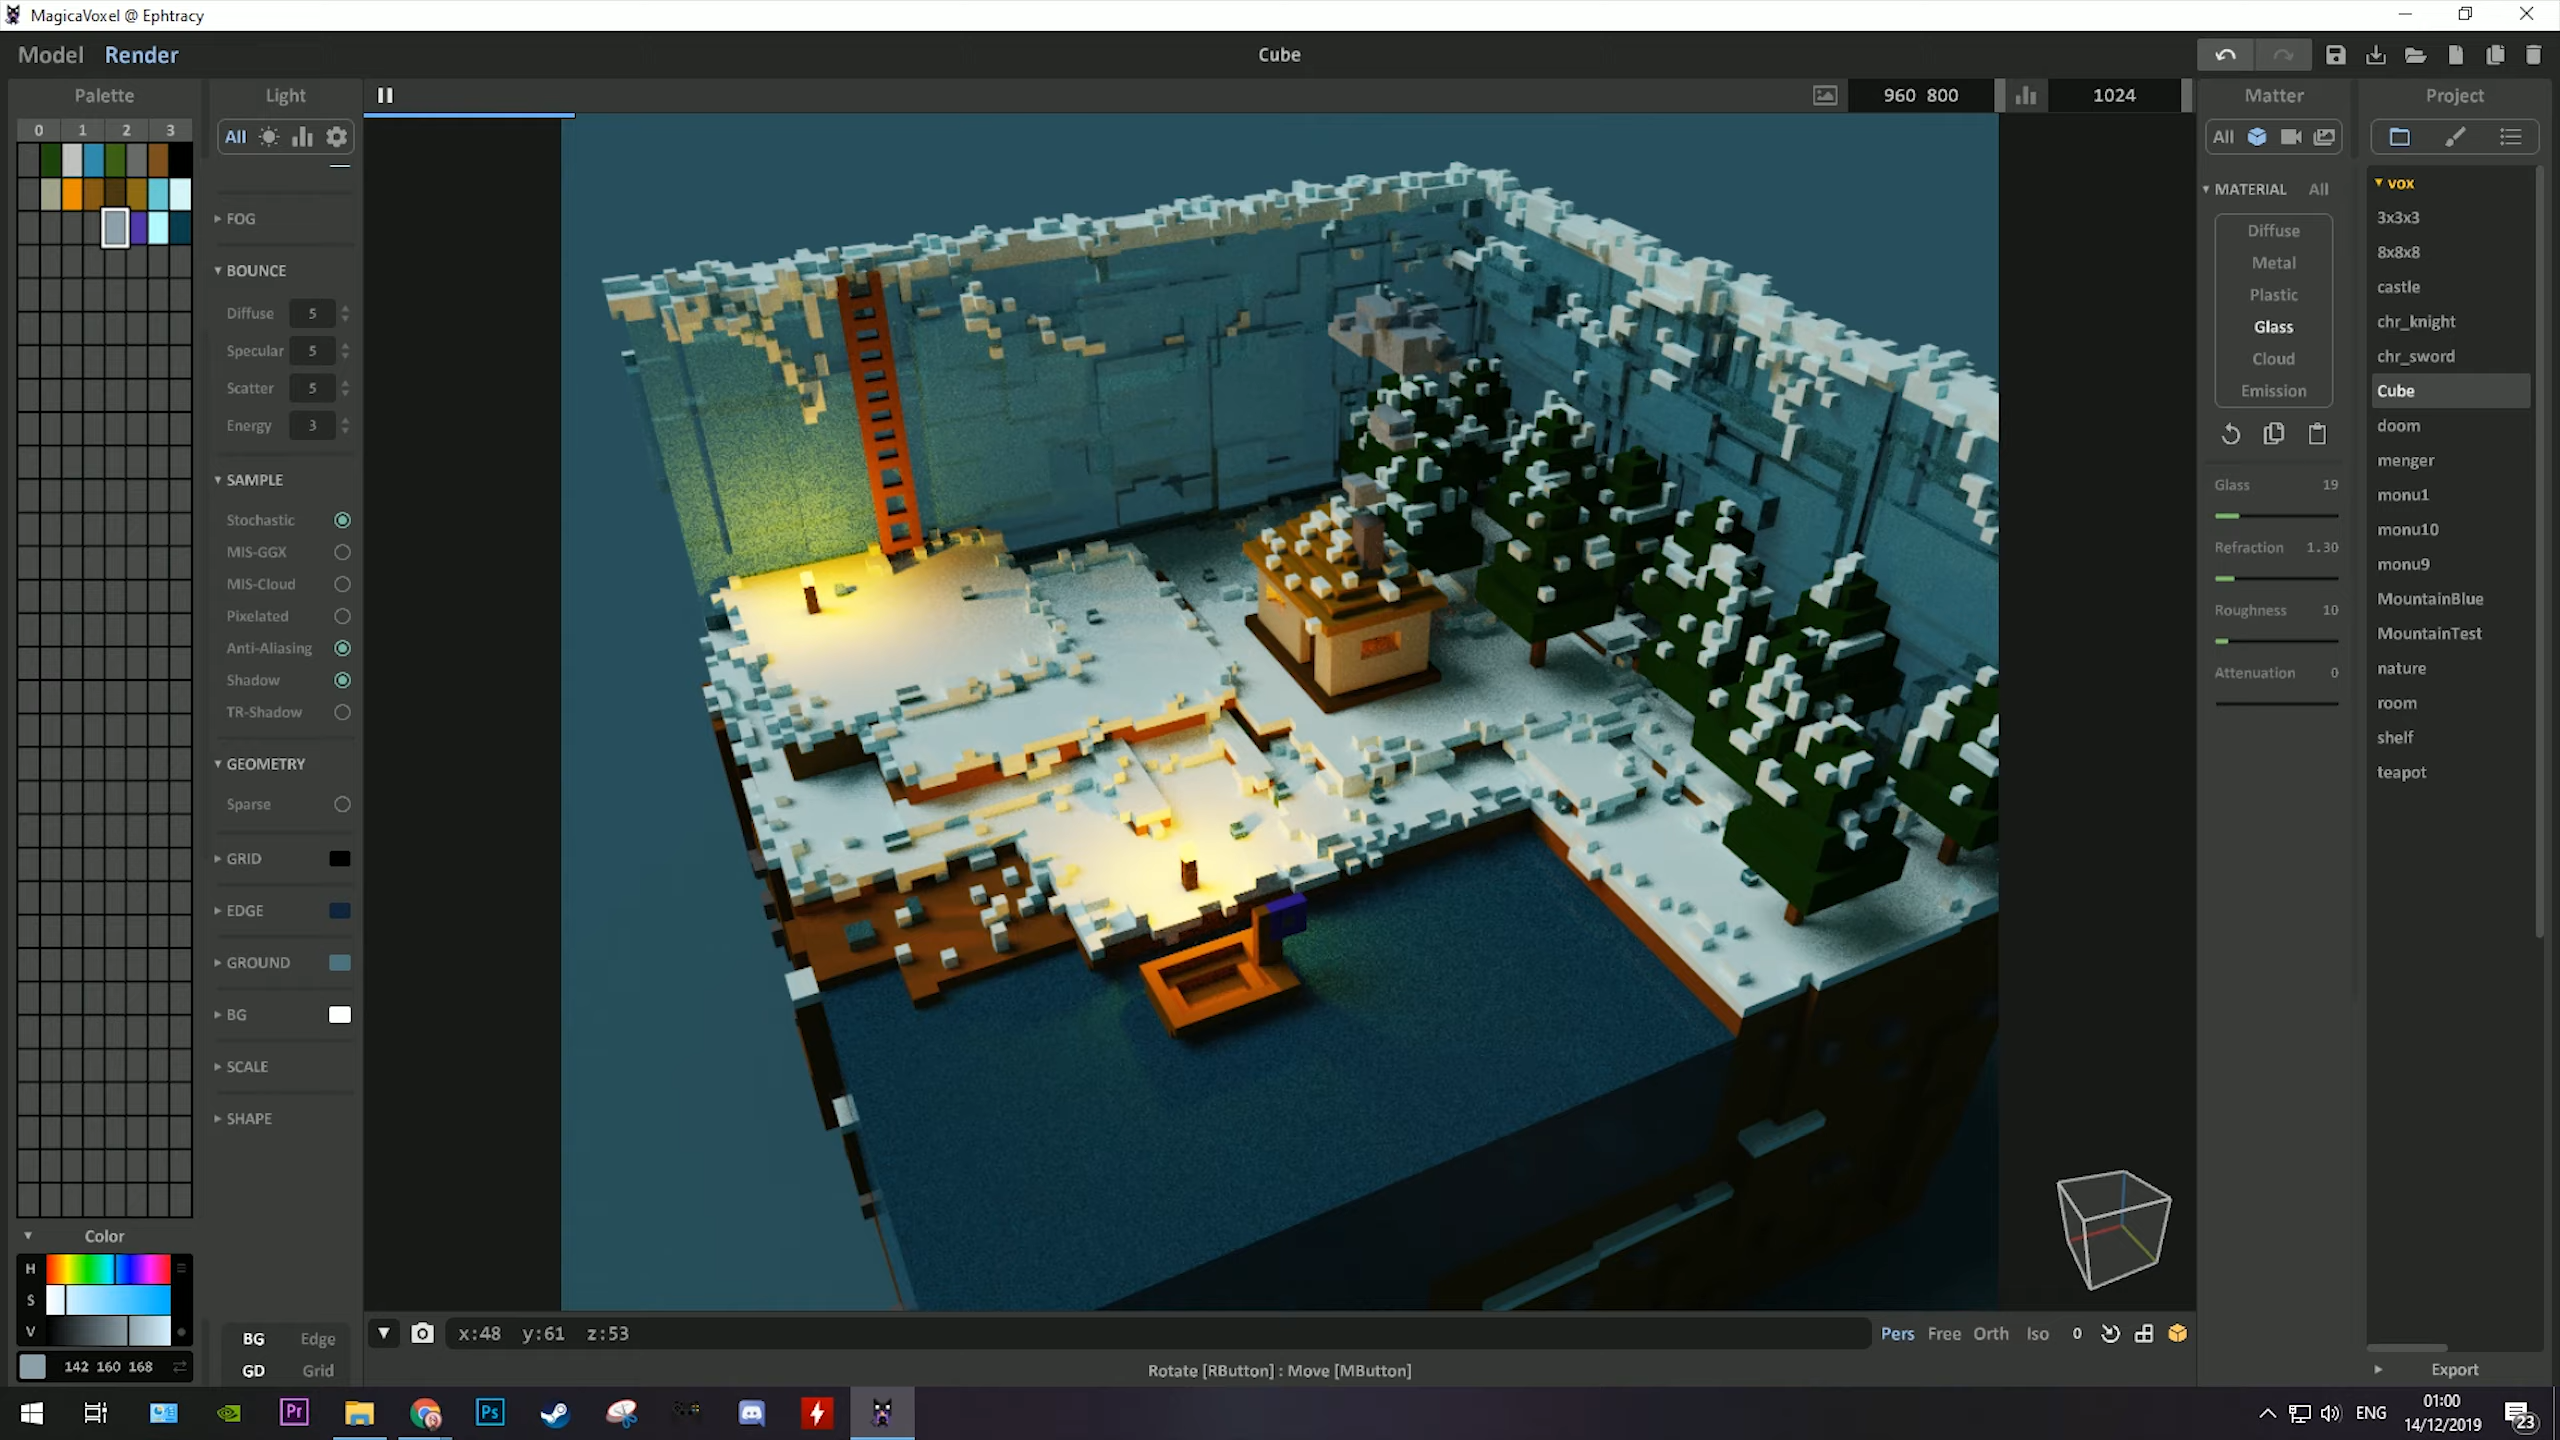 MagicaVoxel @ Ephtracy
Model Render
Cube
Palette
0 1 2 3
Light
All
FOG
BOUNCE
Diffuse 5
Specular 5
Scatter 5
Energy 3
SAMPLE
Stochastic
MIS-GGX
MIS-Cloud
Pixelated
Anti-Aliasing
Shadow
TR-Shadow
GEOMETRY
Sparse
GRID
EDGE
GROUND
BG
SCALE
SHAPE
Color
H
S
V
142 160 168
BG Edge
GD Grid
960 800
1024
x:48 y:61 z:53
Pers Free Orth Iso 0
Rotate [RButton] : Move [MButton]
Matter
All
MATERIAL All
Diffuse
Metal
Plastic
Glass
Cloud
Emission
Glass 19
Refraction 1.30
Roughness 10
Attenuation 0
Project
vox
3x3x3
8x8x8
castle
chr_knight
chr_sword
Cube
doom
menger
monu1
monu10
monu9
MountainBlue
MountainTest
nature
room
shelf
teapot
Export
Pr
Ps
ENG
01:00
14/12/2019
23